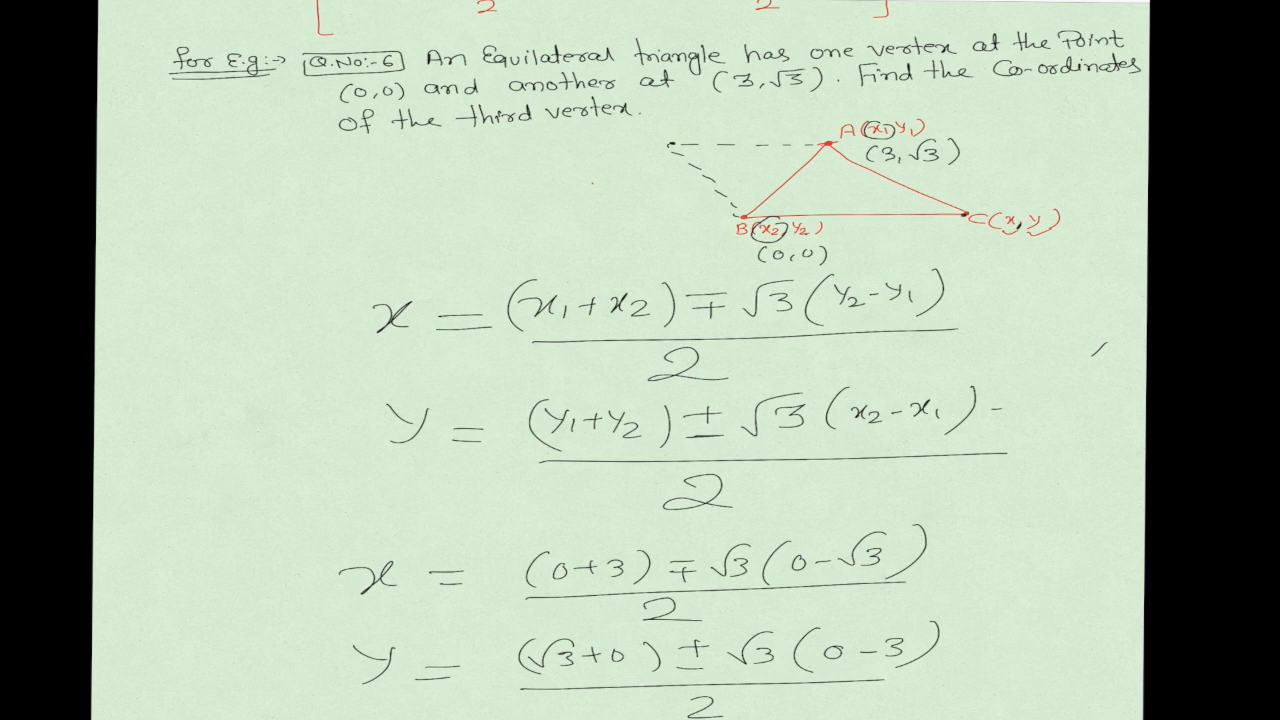 2 2
for E.g:→ Q.No:-6 An Equilateral triangle has one vertex at the Point
(0,0) and another at (3,√3). Find the Co-ordinates
Of the third vertex.
A(x₁,y₁)
(3,√3)
B(x₂,y₂)
C(x,y)
(0,0)
x = (x₁+x₂) ∓ √3(y₂-y₁)
2
y = (y₁+y₂) ± √3(x₂-x₁)
2
x = (0+3) ∓ √3(0-√3)
2
y = (√3+0) ± √3(0-3)
2